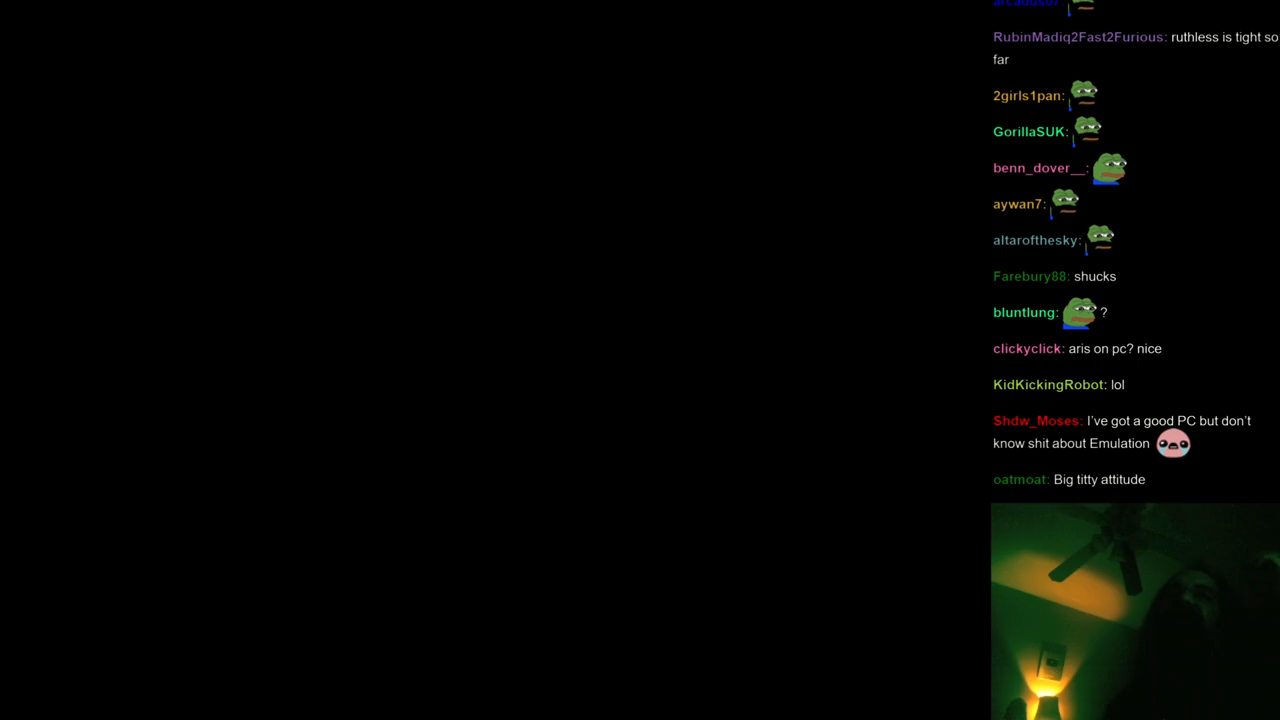 arcadus07:
RubinMadiq2Fast2Furious: ruthless is tight so
far
2girls1pan:
GorillaSUK:
benn_dover__:
aywan7:
altarofthesky:
Farebury88: shucks
bluntlung: ?
clickyclick: aris on pc? nice
KidKickingRobot: lol
Shdw_Moses: I've got a good PC but don't
know shit about Emulation
oatmoat: Big titty attitude